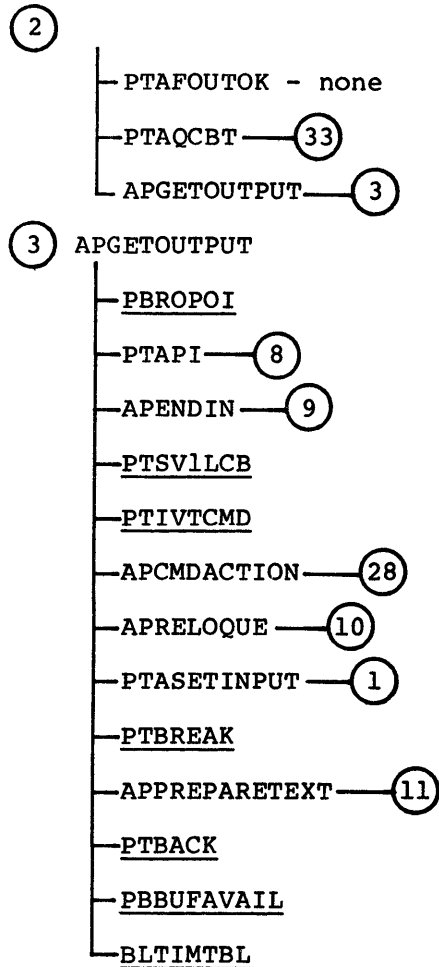 2
PTAFOUTOK - none
PTAQCBT 33
APGETOUTPUT 3
3 APGETOUTPUT
PBROPOI
PTAPI 8
APENDIN 9
PTSV1LCB
PTIVTCMD
APCMDACTION 28
APRELOQUE 10
PTASETINPUT 1
PTBREAK
APPREPARETEXT 11
PTBACK
PBBUFAVAIL
BLTIMTBL